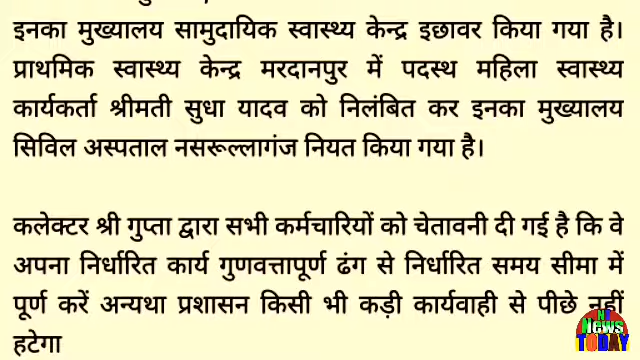 इनका मुख्यालय सामुदायिक स्वास्थ्य केन्द्र इछावर किया गया है।
प्राथमिक स्वास्थ्य केन्द्र मरदानपुर में पदस्थ महिला स्वास्थ्य
कार्यकर्ता श्रीमती सुधा यादव को निलंबित कर इनका मुख्यालय
सिविल अस्पताल नसरूल्लागंज नियत किया गया है।
कलेक्टर श्री गुप्ता द्वारा सभी कर्मचारियों को चेतावनी दी गई है कि वे
अपना निर्धारित कार्य गुणवत्तापूर्ण ढंग से निर्धारित समय सीमा में
पूर्ण करें अन्यथा प्रशासन किसी भी कड़ी कार्यवाही से पीछे नहीं
हटेगा
News
TODAY